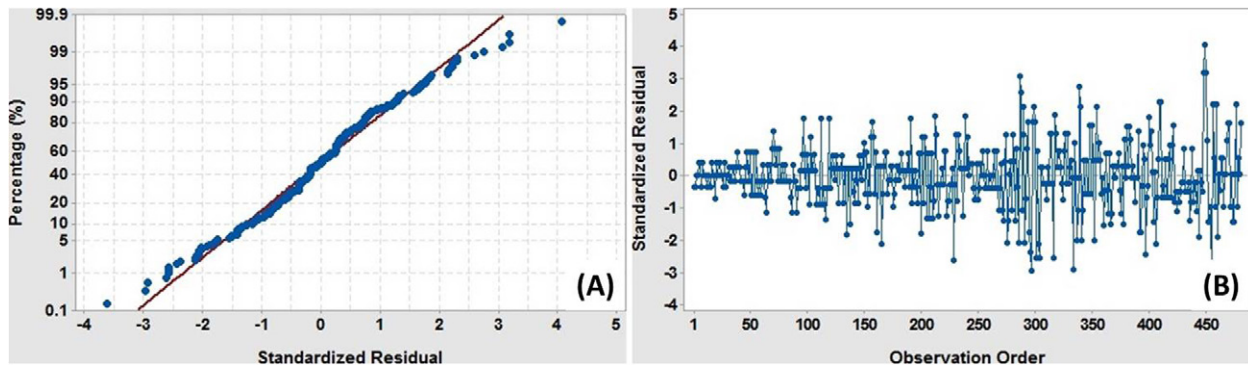 99.9
99
95
90
80
60
40
20
10
5
1
0.1
Percentage (%)
-4 -3 -2 -1 0 1 2 3 4 5
Standardized Residual
(A)
5
4
3
2
1
0
-1
-2
-3
-4
Standardized Residual
1 50 100 150 200 250 300 350 400 450
Observation Order
(B)